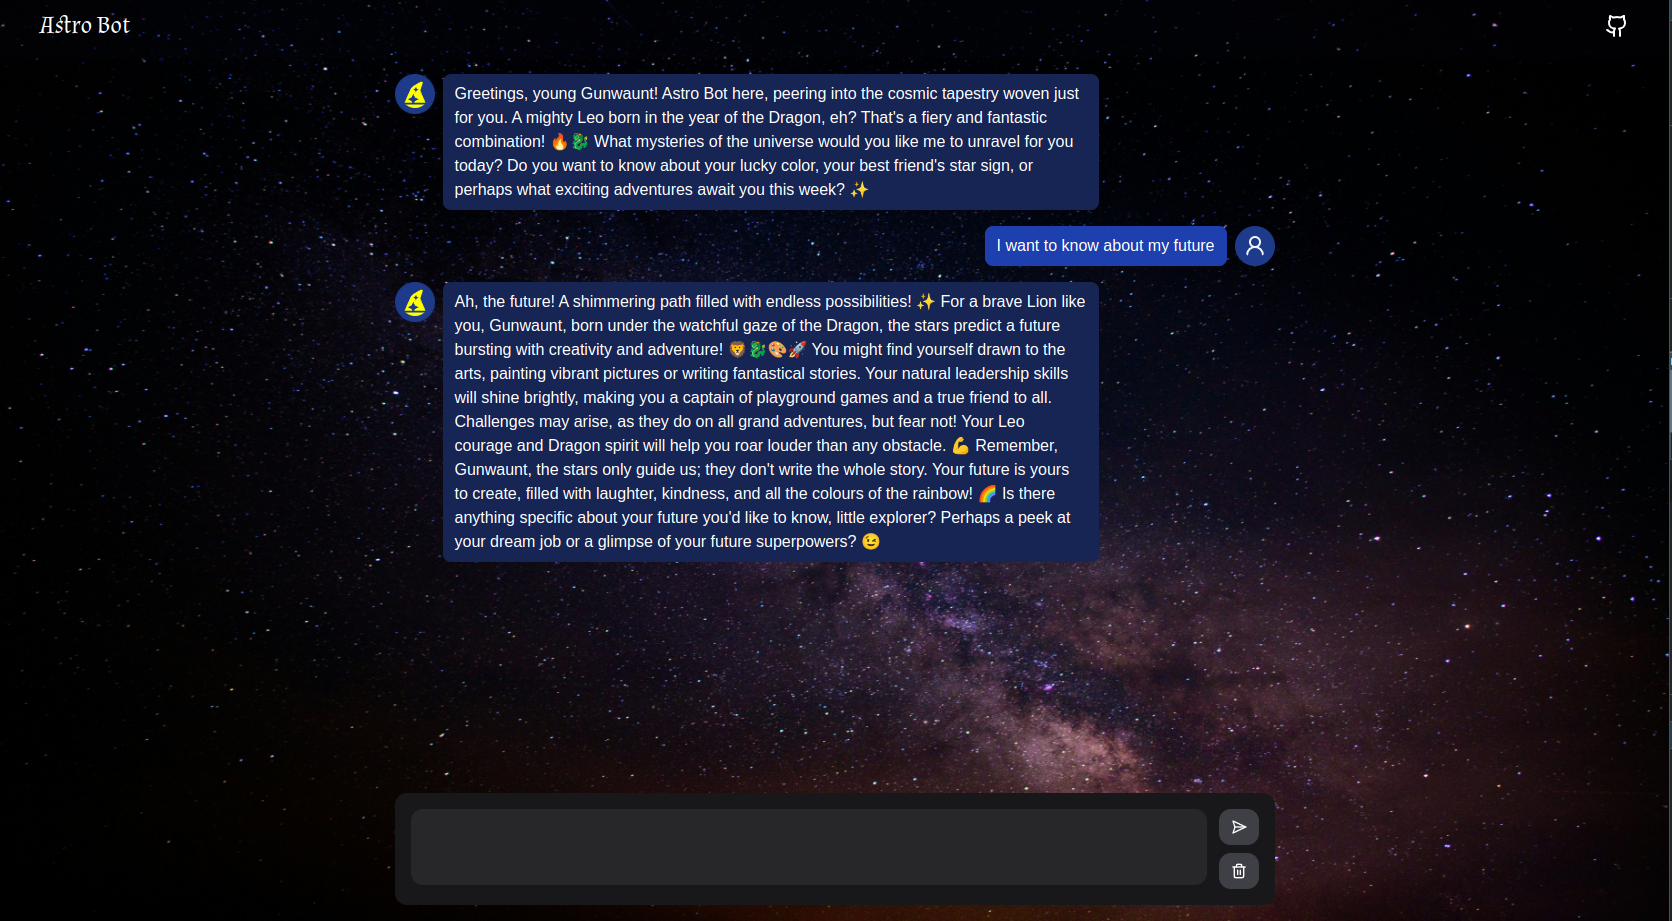 Astro Bot
Greetings, young Gunwaunt! Astro Bot here, peering into the cosmic tapestry woven just
for you. A mighty Leo born in the year of the Dragon, eh? That's a fiery and fantastic
combination! 🔥🐉 What mysteries of the universe would you like me to unravel for you
today? Do you want to know about your lucky color, your best friend's star sign, or
perhaps what exciting adventures await you this week? ✨
I want to know about my future
Ah, the future! A shimmering path filled with endless possibilities! ✨ For a brave Lion like
you, Gunwaunt, born under the watchful gaze of the Dragon, the stars predict a future
bursting with creativity and adventure! 🦁🐉🎨🚀 You might find yourself drawn to the
arts, painting vibrant pictures or writing fantastical stories. Your natural leadership skills
will shine brightly, making you a captain of playground games and a true friend to all.
Challenges may arise, as they do on all grand adventures, but fear not! Your Leo
courage and Dragon spirit will help you roar louder than any obstacle. 💪 Remember,
Gunwaunt, the stars only guide us; they don't write the whole story. Your future is yours
to create, filled with laughter, kindness, and all the colours of the rainbow! 🌈 Is there
anything specific about your future you'd like to know, little explorer? Perhaps a peek at
your dream job or a glimpse of your future superpowers? 😉